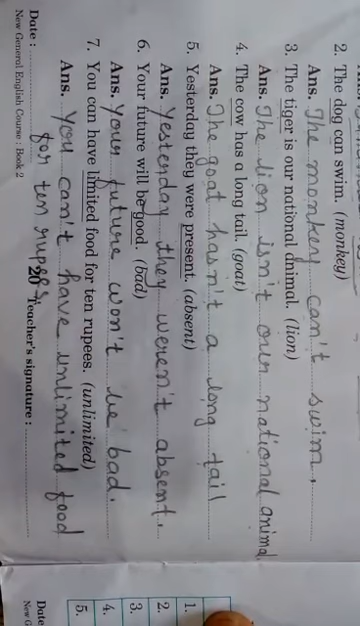 2. The dog can swim. (monkey)
Ans. The monkey can't swim.
3. The tiger is our national animal. (lion)
Ans. The lion isn't our national animal
4. The cow has a long tail. (goat)
Ans. The goat hasn't a long tail
5. Yesterday they were present. (absent)
Ans. Yesterday they weren't absent.
6. Your future will be good. (bad)
Ans. Your future won't be bad.
7. You can have limited food for ten rupees. (unlimited)
Ans. You can't have unlimited food
for ten rupees
Date : 20 Teacher's signature :
New General English Course : Book 2
1.
2.
3.
4.
5.
Date
New G